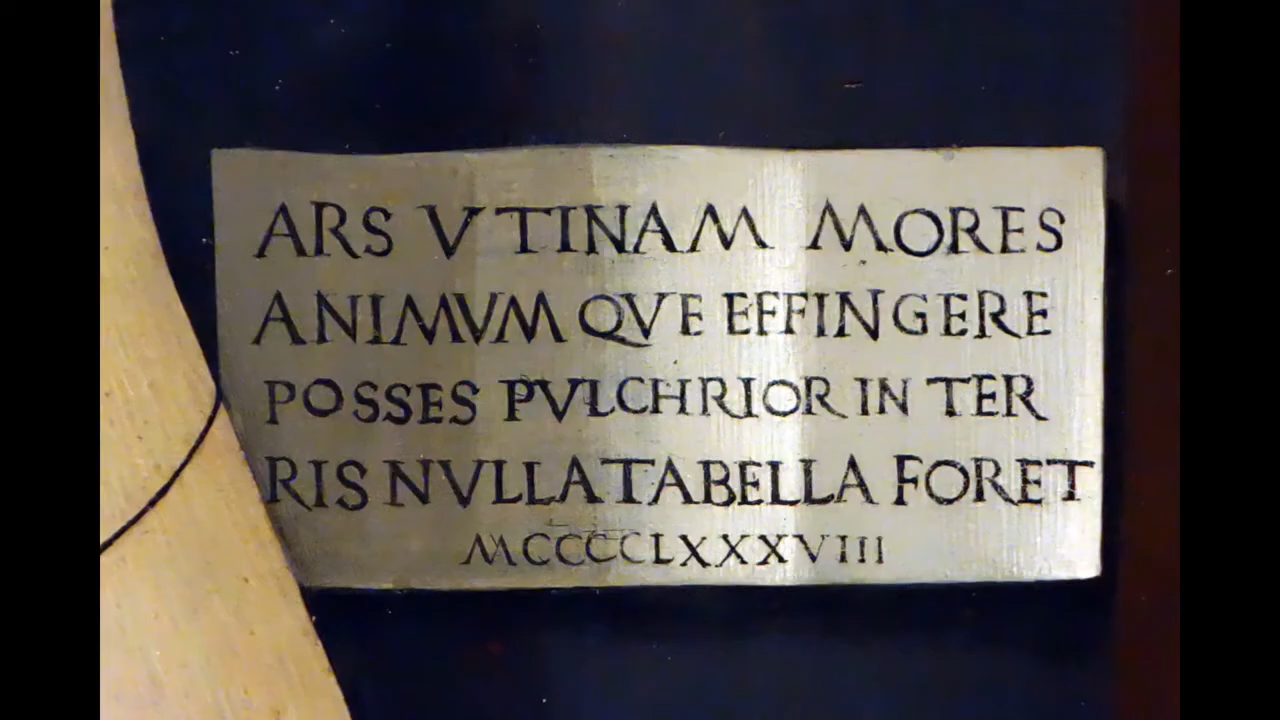 ARS VTINAM MORES
ANIMVM QVE EFFINGERE
POSSES PVLCHRIOR IN TER
RIS NVLLA TABELLA FORET
MCCCCLXXXVIII